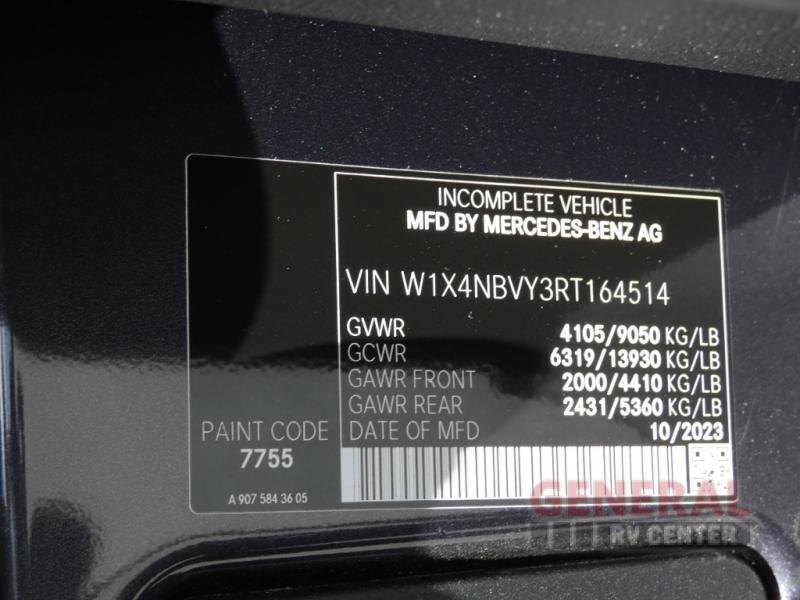 INCOMPLETE VEHICLE
MFD BY MERCEDES-BENZ AG
VIN W1X4NBVY3RT164514
GVWR 4105/9050 KG/LB
GCWR 6319/13930 KG/LB
GAWR FRONT 2000/4410 KG/LB
GAWR REAR 2431/5360 KG/LB
DATE OF MFD 10/2023
PAINT CODE
7755
A 907 584 36 05
GENERAL
RV CENTER